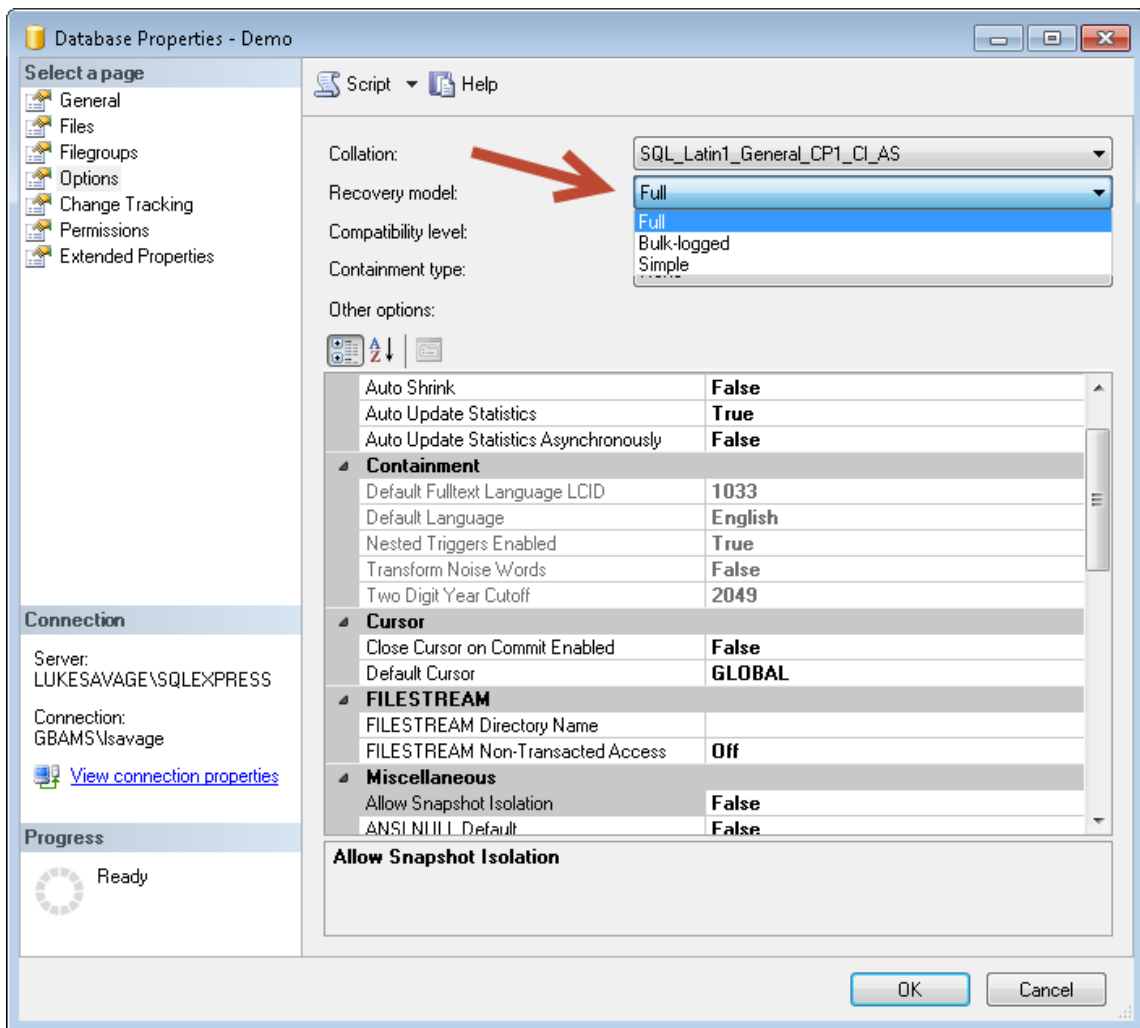 Database Properties - Demo
Select a page
General
Files
Filegroups
Options
Change Tracking
Permissions
Extended Properties
Script
Help
Collation:
SQL_Latin1_General_CP1_CI_AS
Recovery model:
Full
Full
Bulk-logged
Simple
Compatibility level:
Containment type:
Other options:
Auto Shrink False
Auto Update Statistics True
Auto Update Statistics Asynchronously False
Containment
Default Fulltext Language LCID 1033
Default Language English
Nested Triggers Enabled True
Transform Noise Words False
Two Digit Year Cutoff 2049
Cursor
Close Cursor on Commit Enabled False
Default Cursor GLOBAL
FILESTREAM
FILESTREAM Directory Name
FILESTREAM Non-Transacted Access Off
Miscellaneous
Allow Snapshot Isolation False
ANSI NULL Default False
Allow Snapshot Isolation
Connection
Server:
LUKESAVAGE\SQLEXPRESS
Connection:
GBAMS\lsavage
View connection properties
Progress
Ready
OK
Cancel